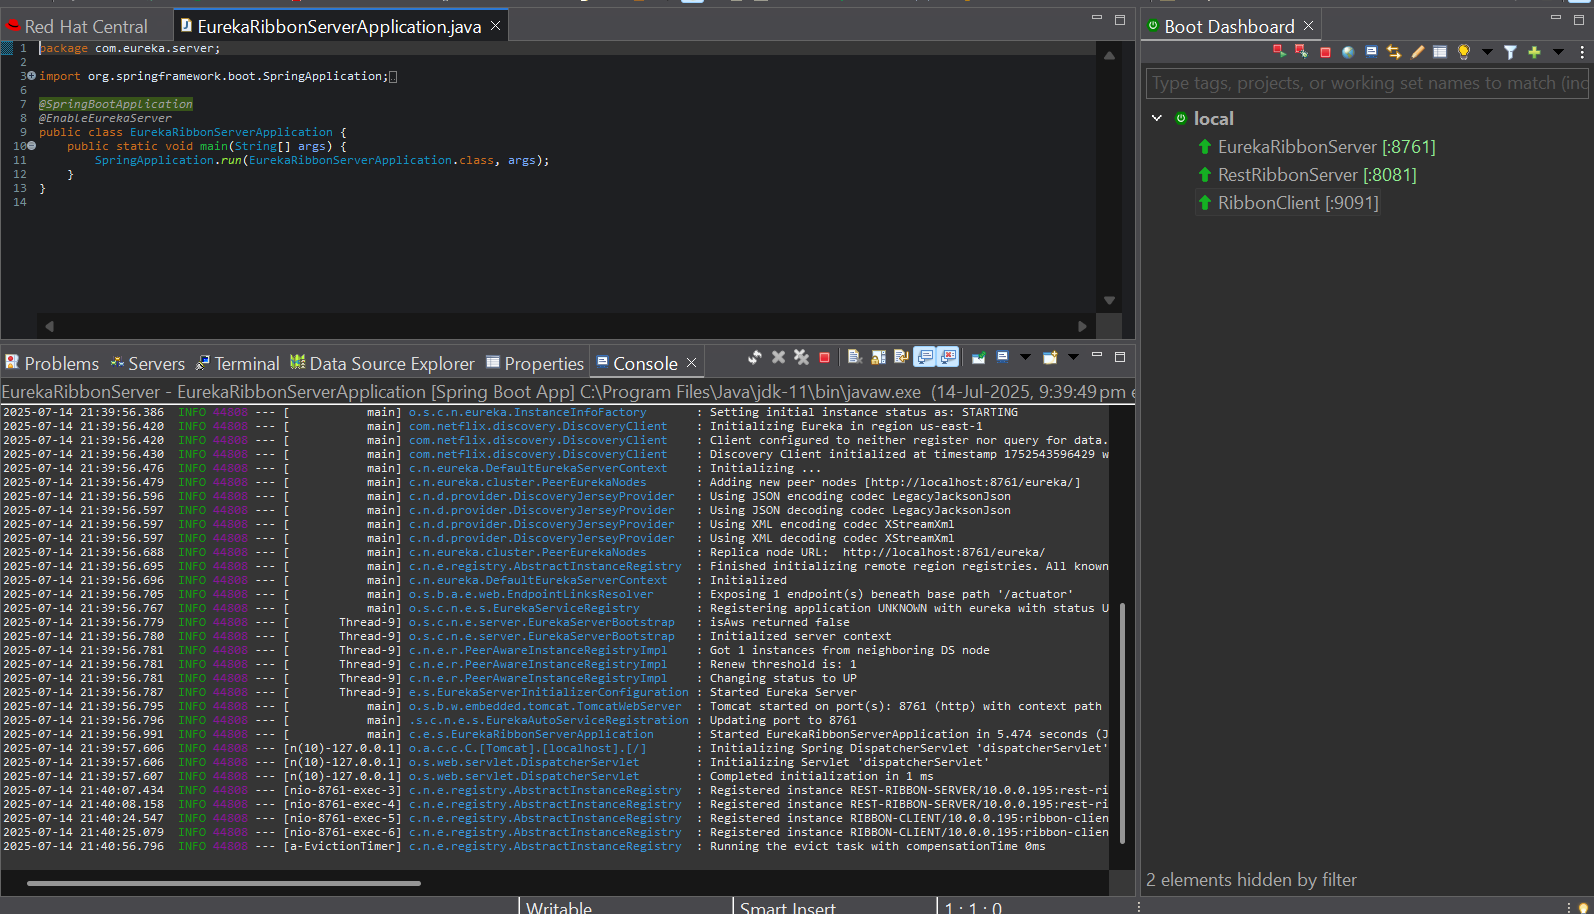 Red Hat Central
EurekaRibbonServerApplication.java
1 package com.eureka.server;
2
3 import org.springframework.boot.SpringApplication;
6
7 @SpringBootApplication
8 @EnableEurekaServer
9 public class EurekaRibbonServerApplication {
10 public static void main(String[] args) {
11 SpringApplication.run(EurekaRibbonServerApplication.class, args);
12 }
13 }
14
Boot Dashboard
Type tags, projects, or working set names to match (inc
local
EurekaRibbonServer [:8761]
RestRibbonServer [:8081]
RibbonClient [:9091]
2 elements hidden by filter
Problems Servers Terminal Data Source Explorer Properties Console
EurekaRibbonServer - EurekaRibbonServerApplication [Spring Boot App] C:\Program Files\Java\jdk-11\bin\javaw.exe (14-Jul-2025, 9:39:49 pm e
2025-07-14 21:39:56.386 INFO 44808 --- [ main] o.s.c.n.eureka.InstanceInfoFactory : Setting initial instance status as: STARTING
2025-07-14 21:39:56.420 INFO 44808 --- [ main] com.netflix.discovery.DiscoveryClient : Initializing Eureka in region us-east-1
2025-07-14 21:39:56.420 INFO 44808 --- [ main] com.netflix.discovery.DiscoveryClient : Client configured to neither register nor query for data.
2025-07-14 21:39:56.430 INFO 44808 --- [ main] com.netflix.discovery.DiscoveryClient : Discovery Client initialized at timestamp 1752543596429 w
2025-07-14 21:39:56.476 INFO 44808 --- [ main] c.n.eureka.DefaultEurekaServerContext : Initializing ...
2025-07-14 21:39:56.479 INFO 44808 --- [ main] c.n.eureka.cluster.PeerEurekaNodes : Adding new peer nodes [http://localhost:8761/eureka/]
2025-07-14 21:39:56.596 INFO 44808 --- [ main] c.n.d.provider.DiscoveryJerseyProvider : Using JSON encoding codec LegacyJacksonJson
2025-07-14 21:39:56.597 INFO 44808 --- [ main] c.n.d.provider.DiscoveryJerseyProvider : Using JSON decoding codec LegacyJacksonJson
2025-07-14 21:39:56.597 INFO 44808 --- [ main] c.n.d.provider.DiscoveryJerseyProvider : Using XML encoding codec XStreamXml
2025-07-14 21:39:56.597 INFO 44808 --- [ main] c.n.d.provider.DiscoveryJerseyProvider : Using XML decoding codec XStreamXml
2025-07-14 21:39:56.688 INFO 44808 --- [ main] c.n.eureka.cluster.PeerEurekaNodes : Replica node URL: http://localhost:8761/eureka/
2025-07-14 21:39:56.695 INFO 44808 --- [ main] c.n.e.registry.AbstractInstanceRegistry : Finished initializing remote region registries. All known
2025-07-14 21:39:56.696 INFO 44808 --- [ main] c.n.eureka.DefaultEurekaServerContext : Initialized
2025-07-14 21:39:56.705 INFO 44808 --- [ main] o.s.b.a.e.web.EndpointLinksResolver : Exposing 1 endpoint(s) beneath base path '/actuator'
2025-07-14 21:39:56.767 INFO 44808 --- [ main] o.s.c.n.e.s.EurekaServiceRegistry : Registering application UNKNOWN with eureka with status U
2025-07-14 21:39:56.779 INFO 44808 --- [ Thread-9] o.s.c.n.e.server.EurekaServerBootstrap : isAws returned false
2025-07-14 21:39:56.780 INFO 44808 --- [ Thread-9] o.s.c.n.e.server.EurekaServerBootstrap : Initialized server context
2025-07-14 21:39:56.781 INFO 44808 --- [ Thread-9] c.n.e.r.PeerAwareInstanceRegistryImpl : Got 1 instances from neighboring DS node
2025-07-14 21:39:56.781 INFO 44808 --- [ Thread-9] c.n.e.r.PeerAwareInstanceRegistryImpl : Renew threshold is: 1
2025-07-14 21:39:56.781 INFO 44808 --- [ Thread-9] c.n.e.r.PeerAwareInstanceRegistryImpl : Changing status to UP
2025-07-14 21:39:56.787 INFO 44808 --- [ Thread-9] e.s.EurekaServerInitializerConfiguration : Started Eureka Server
2025-07-14 21:39:56.795 INFO 44808 --- [ main] o.s.b.w.embedded.tomcat.TomcatWebServer : Tomcat started on port(s): 8761 (http) with context path
2025-07-14 21:39:56.796 INFO 44808 --- [ main] .s.c.n.e.s.EurekaAutoServiceRegistration : Updating port to 8761
2025-07-14 21:39:56.991 INFO 44808 --- [ main] c.e.s.EurekaRibbonServerApplication : Started EurekaRibbonServerApplication in 5.474 seconds (J
2025-07-14 21:39:57.606 INFO 44808 --- [n(10)-127.0.0.1] o.a.c.c.C.[Tomcat].[localhost].[/] : Initializing Spring DispatcherServlet 'dispatcherServlet'
2025-07-14 21:39:57.606 INFO 44808 --- [n(10)-127.0.0.1] o.s.web.servlet.DispatcherServlet : Initializing Servlet 'dispatcherServlet'
2025-07-14 21:39:57.607 INFO 44808 --- [n(10)-127.0.0.1] o.s.web.servlet.DispatcherServlet : Completed initialization in 1 ms
2025-07-14 21:40:07.434 INFO 44808 --- [nio-8761-exec-3] c.n.e.registry.AbstractInstanceRegistry : Registered instance REST-RIBBON-SERVER/10.0.0.195:rest-ri
2025-07-14 21:40:08.158 INFO 44808 --- [nio-8761-exec-4] c.n.e.registry.AbstractInstanceRegistry : Registered instance REST-RIBBON-SERVER/10.0.0.195:rest-ri
2025-07-14 21:40:24.547 INFO 44808 --- [nio-8761-exec-5] c.n.e.registry.AbstractInstanceRegistry : Registered instance RIBBON-CLIENT/10.0.0.195:ribbon-clien
2025-07-14 21:40:25.079 INFO 44808 --- [nio-8761-exec-6] c.n.e.registry.AbstractInstanceRegistry : Registered instance RIBBON-CLIENT/10.0.0.195:ribbon-clien
2025-07-14 21:40:56.796 INFO 44808 --- [a-EvictionTimer] c.n.e.registry.AbstractInstanceRegistry : Running the evict task with compensationTime 0ms
Writable Smart Insert 1 : 1 : 0